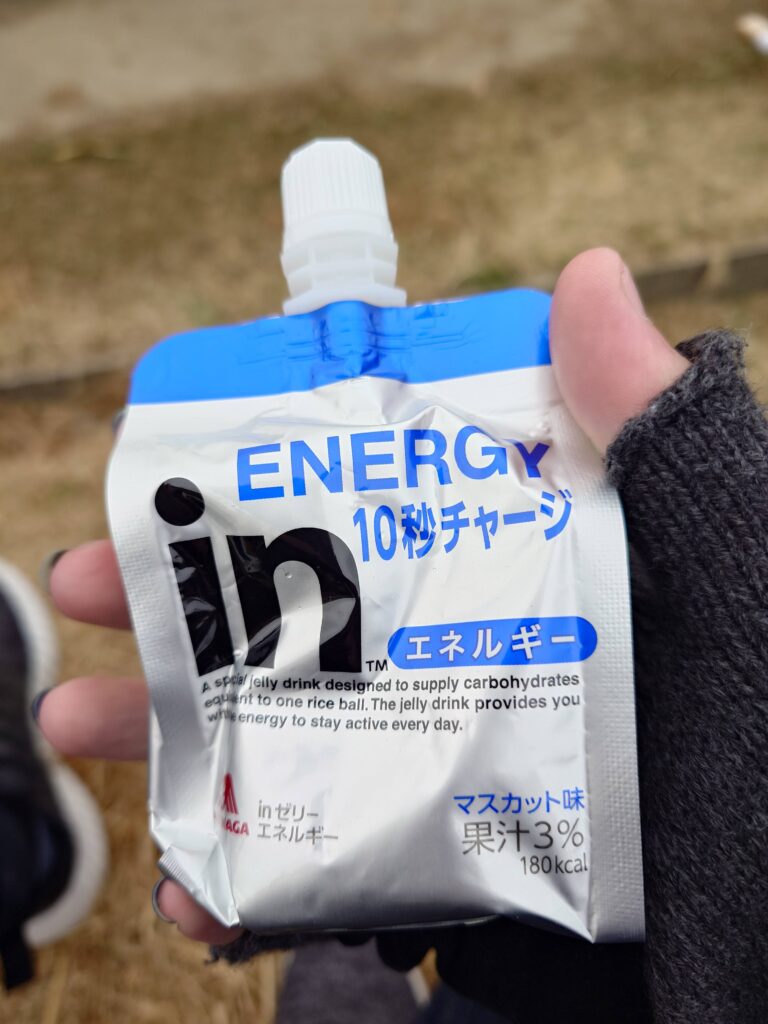 ENERGY
in
10秒チャージ
TM
エネルギー
A special jelly drink designed to supply carbohydrates
equivalent to one rice ball. The jelly drink provides you
energy to stay active every day.
inゼリー
エネルギー
マスカット味
果汁3%
180kcal